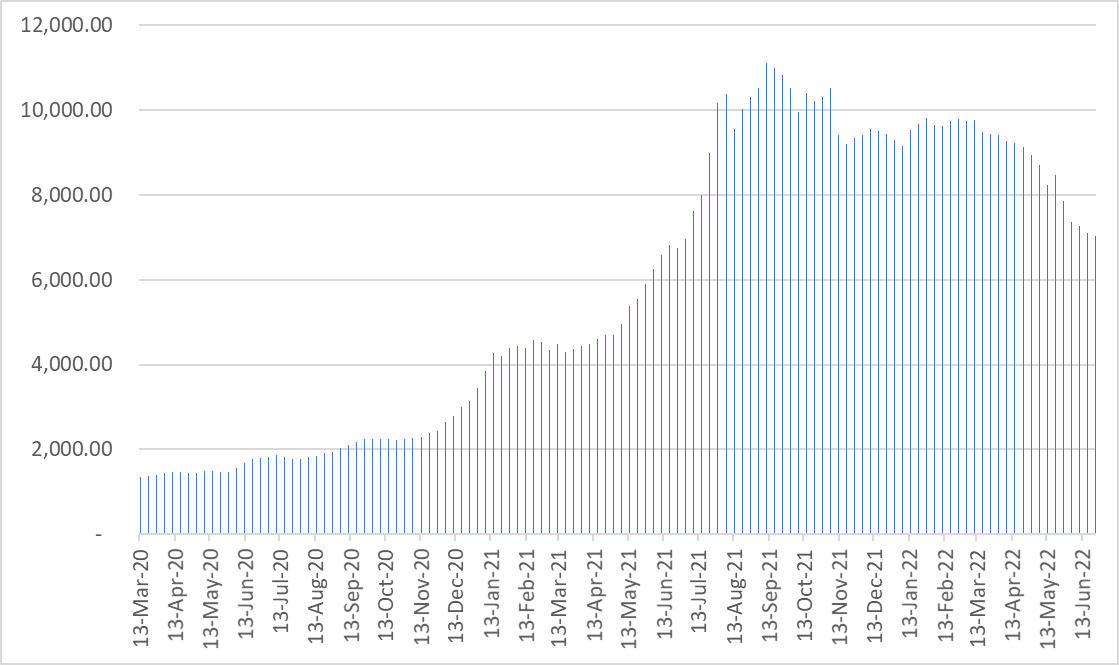 12,000.00
10,000.00
8,000.00
6,000.00
4,000.00
2,000.00
-
13-Mar-20
13-Apr-20
13-May-20
13-Jun-20
13-Jul-20
13-Aug-20
13-Sep-20
13-Oct-20
13-Nov-20
13-Dec-20
13-Jan-21
13-Feb-21
13-Mar-21
13-Apr-21
13-May-21
13-Jun-21
13-Jul-21
13-Aug-21
13-Sep-21
13-Oct-21
13-Nov-21
13-Dec-21
13-Jan-22
13-Feb-22
13-Mar-22
13-Apr-22
13-May-22
13-Jun-22